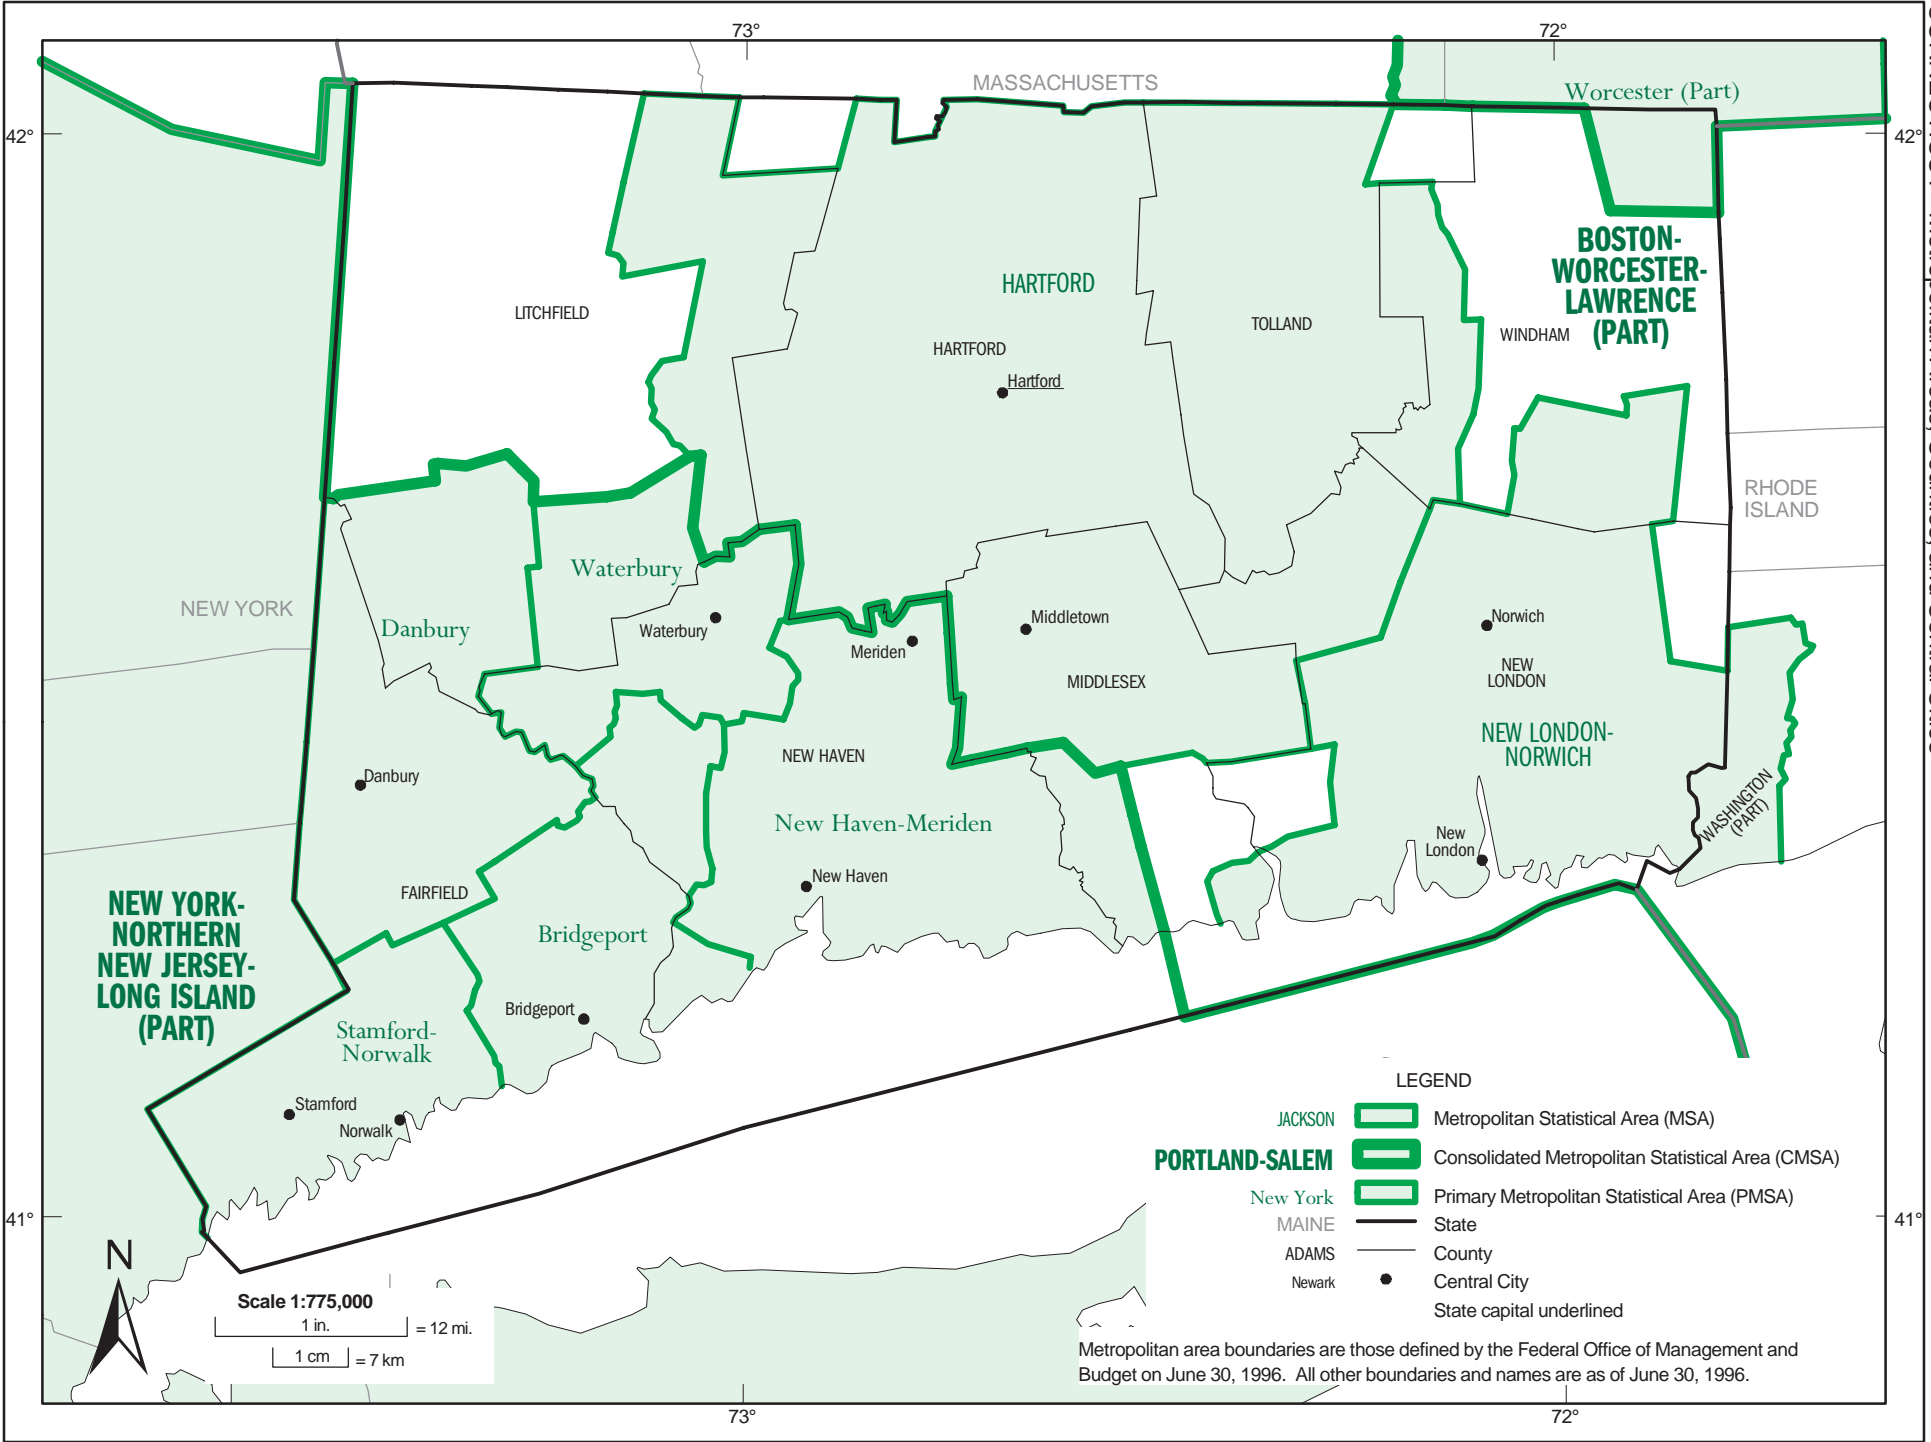 73°
72°
MASSACHUSETTS
Worcester (Part)
42°
42°
BOSTON-
WORCESTER-
LAWRENCE
(PART)
HARTFORD
LITCHFIELD
TOLLAND
WINDHAM
HARTFORD
Hartford
RHODE
ISLAND
NEW YORK
Waterbury
Danbury
Waterbury
Meriden
Middletown
Norwich
MIDDLESEX
NEW
LONDON
NEW LONDON-
NORWICH
NEW HAVEN
Danbury
New Haven-Meriden
WASHINGTON
(PART)
New
London
New Haven
FAIRFIELD
NEW YORK-
NORTHERN
NEW JERSEY-
LONG ISLAND
(PART)
Bridgeport
Bridgeport
Stamford-
Norwalk
Stamford
Norwalk
LEGEND
JACKSON Metropolitan Statistical Area (MSA)
PORTLAND-SALEM Consolidated Metropolitan Statistical Area (CMSA)
New York Primary Metropolitan Statistical Area (PMSA)
MAINE State
ADAMS County
Newark Central City
State capital underlined
41°
41°
N
Scale 1:775,000
1 in. = 12 mi.
1 cm = 7 km
Metropolitan area boundaries are those defined by the Federal Office of Management and
Budget on June 30, 1996. All other boundaries and names are as of June 30, 1996.
73°
72°